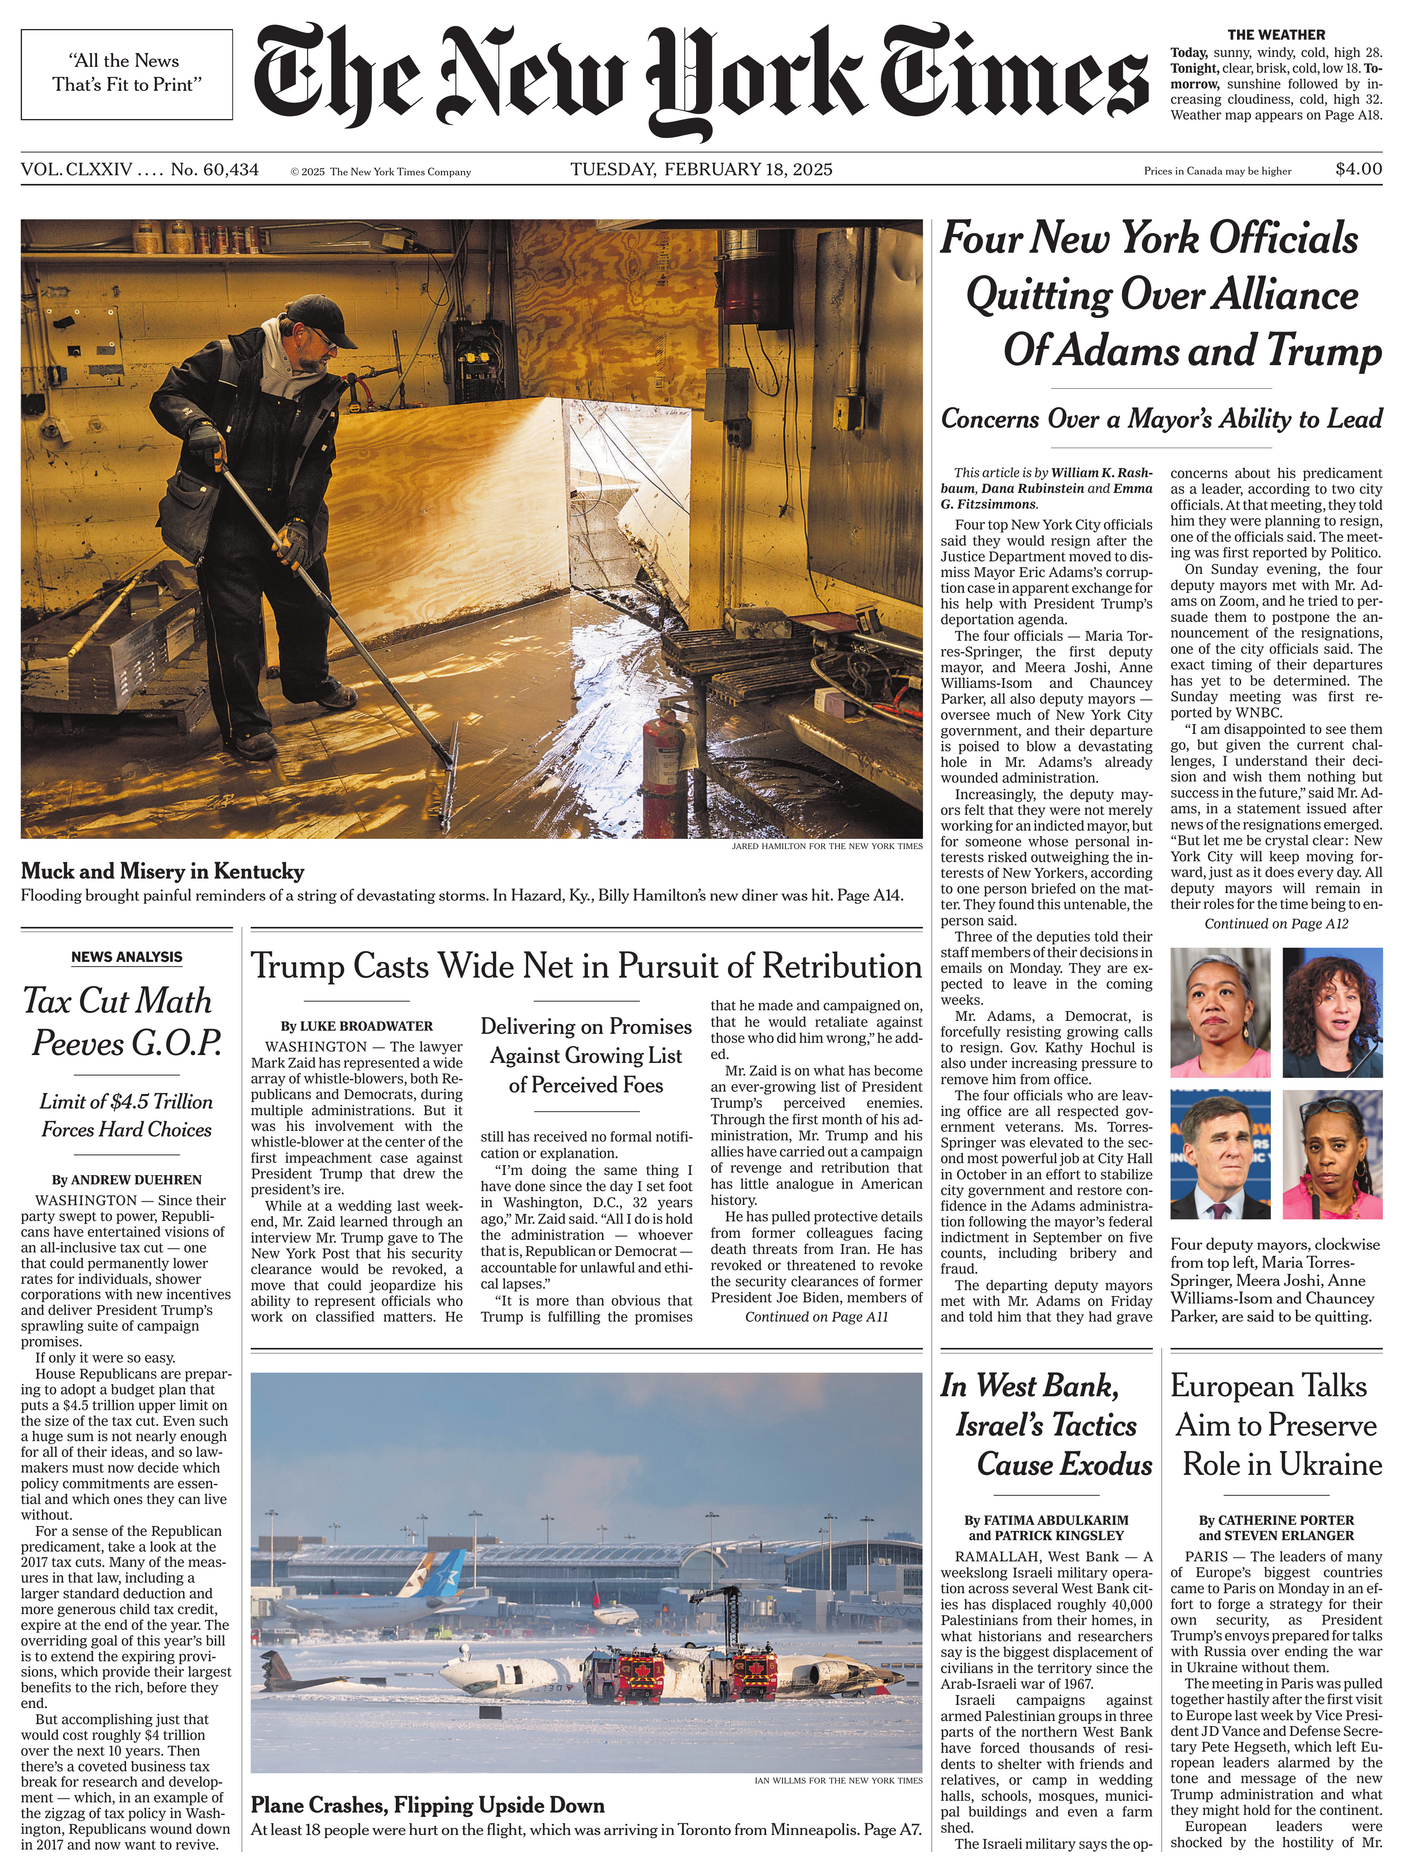 “All the News
That’s Fit to Print”
The New York Times
THE WEATHER
Today, sunny, windy, cold, high 28.
Tonight, clear, brisk, cold, low 18. To-
morrow, sunshine followed by in-
creasing cloudiness, cold, high 32.
Weather map appears on Page A18.
VOL. CLXXIV .... No. 60,434
© 2025 The New York Times Company
TUESDAY, FEBRUARY 18, 2025
Prices in Canada may be higher
$4.00
JARED HAMILTON FOR THE NEW YORK TIMES
Muck and Misery in Kentucky
Flooding brought painful reminders of a string of devastating storms. In Hazard, Ky., Billy Hamilton’s new diner was hit. Page A14.
Four New York Officials
Quitting Over Alliance
Of Adams and Trump
Concerns Over a Mayor’s Ability to Lead
This article is by William K. Rash-
baum, Dana Rubinstein and Emma
G. Fitzsimmons.
Four top New York City officials
said they would resign after the
Justice Department moved to dis-
miss Mayor Eric Adams’s corrup-
tion case in apparent exchange for
his help with President Trump’s
deportation agenda.
The four officials — Maria Tor-
res-Springer, the first deputy
mayor, and Meera Joshi, Anne
Williams-Isom and Chauncey
Parker, all also deputy mayors —
oversee much of New York City
government, and their departure
is poised to blow a devastating
hole in Mr. Adams’s already
wounded administration.
Increasingly, the deputy may-
ors felt that they were not merely
working for an indicted mayor, but
for someone whose personal in-
terests risked outweighing the in-
terests of New Yorkers, according
to one person briefed on the mat-
ter. They found this untenable, the
person said.
Three of the deputies told their
staff members of their decisions in
emails on Monday. They are ex-
pected to leave in the coming
weeks.
Mr. Adams, a Democrat, is
forcefully resisting growing calls
to resign. Gov. Kathy Hochul is
also under increasing pressure to
remove him from office.
The four officials who are leav-
ing office are all respected gov-
ernment veterans. Ms. Torres-
Springer was elevated to the sec-
ond most powerful job at City Hall
in October in an effort to stabilize
city government and restore con-
fidence in the Adams administra-
tion following the mayor’s federal
indictment in September on five
counts, including bribery and
fraud.
The departing deputy mayors
met with Mr. Adams on Friday
and told him that they had grave
concerns about his predicament
as a leader, according to two city
officials. At that meeting, they told
him they were planning to resign,
one of the officials said. The meet-
ing was first reported by Politico.
On Sunday evening, the four
deputy mayors met with Mr. Ad-
ams on Zoom, and he tried to per-
suade them to postpone the an-
nouncement of the resignations,
one of the city officials said. The
exact timing of their departures
has yet to be determined. The
Sunday meeting was first re-
ported by WNBC.
“I am disappointed to see them
go, but given the current chal-
lenges, I understand their deci-
sion and wish them nothing but
success in the future,” said Mr. Ad-
ams, in a statement issued after
news of the resignations emerged.
“But let me be crystal clear: New
York City will keep moving for-
ward, just as it does every day. All
deputy mayors will remain in
their roles for the time being to en-
Continued on Page A12
Four deputy mayors, clockwise
from top left, Maria Torres-
Springer, Meera Joshi, Anne
Williams-Isom and Chauncey
Parker, are said to be quitting.
NEWS ANALYSIS
Tax Cut Math
Peeves G.O.P.
Limit of $4.5 Trillion
Forces Hard Choices
By ANDREW DUEHREN
WASHINGTON — Since their
party swept to power, Republi-
cans have entertained visions of
an all-inclusive tax cut — one
that could permanently lower
rates for individuals, shower
corporations with new incentives
and deliver President Trump’s
sprawling suite of campaign
promises.
If only it were so easy.
House Republicans are prepar-
ing to adopt a budget plan that
puts a $4.5 trillion upper limit on
the size of the tax cut. Even such
a huge sum is not nearly enough
for all of their ideas, and so law-
makers must now decide which
policy commitments are essen-
tial and which ones they can live
without.
For a sense of the Republican
predicament, take a look at the
2017 tax cuts. Many of the meas-
ures in that law, including a
larger standard deduction and
more generous child tax credit,
expire at the end of the year. The
overriding goal of this year’s bill
is to extend the expiring provi-
sions, which provide their largest
benefits to the rich, before they
end.
But accomplishing just that
would cost roughly $4 trillion
over the next 10 years. Then
there’s a coveted business tax
break for research and develop-
ment — which, in an example of
the zigzag of tax policy in Wash-
ington, Republicans wound down
in 2017 and now want to revive.
Trump Casts Wide Net in Pursuit of Retribution
By LUKE BROADWATER
WASHINGTON — The lawyer
Mark Zaid has represented a wide
array of whistle-blowers, both Re-
publicans and Democrats, during
multiple administrations. But it
was his involvement with the
whistle-blower at the center of the
first impeachment case against
President Trump that drew the
president’s ire.
While at a wedding last week-
end, Mr. Zaid learned through an
interview Mr. Trump gave to The
New York Post that his security
clearance would be revoked, a
move that could jeopardize his
ability to represent officials who
work on classified matters. He
Delivering on Promises
Against Growing List
of Perceived Foes
still has received no formal notifi-
cation or explanation.
“I’m doing the same thing I
have done since the day I set foot
in Washington, D.C., 32 years
ago,” Mr. Zaid said. “All I do is hold
the administration — whoever
that is, Republican or Democrat —
accountable for unlawful and ethi-
cal lapses.”
“It is more than obvious that
Trump is fulfilling the promises
that he made and campaigned on,
that he would retaliate against
those who did him wrong,” he add-
ed.
Mr. Zaid is on what has become
an ever-growing list of President
Trump’s perceived enemies.
Through the first month of his ad-
ministration, Mr. Trump and his
allies have carried out a campaign
of revenge and retribution that
has little analogue in American
history.
He has pulled protective details
from former colleagues facing
death threats from Iran. He has
revoked or threatened to revoke
the security clearances of former
President Joe Biden, members of
Continued on Page A11
IAN WILLMS FOR THE NEW YORK TIMES
Plane Crashes, Flipping Upside Down
At least 18 people were hurt on the flight, which was arriving in Toronto from Minneapolis. Page A7.
In West Bank,
Israel’s Tactics
Cause Exodus
By FATIMA ABDULKARIM
and PATRICK KINGSLEY
RAMALLAH, West Bank — A
weekslong Israeli military opera-
tion across several West Bank cit-
ies has displaced roughly 40,000
Palestinians from their homes, in
what historians and researchers
say is the biggest displacement of
civilians in the territory since the
Arab-Israeli war of 1967.
Israeli campaigns against
armed Palestinian groups in three
parts of the northern West Bank
have forced thousands of resi-
dents to shelter with friends and
relatives, or camp in wedding
halls, schools, mosques, munici-
pal buildings and even a farm
shed.
The Israeli military says the op-
European Talks
Aim to Preserve
Role in Ukraine
By CATHERINE PORTER
and STEVEN ERLANGER
PARIS — The leaders of many
of Europe’s biggest countries
came to Paris on Monday in an ef-
fort to forge a strategy for their
own security, as President
Trump’s envoys prepared for talks
with Russia over ending the war
in Ukraine without them.
The meeting in Paris was pulled
together hastily after the first visit
to Europe last week by Vice Presi-
dent JD Vance and Defense Secre-
tary Pete Hegseth, which left Eu-
ropean leaders alarmed by the
tone and message of the new
Trump administration and what
they might hold for the continent.
European leaders were
shocked by the hostility of Mr.